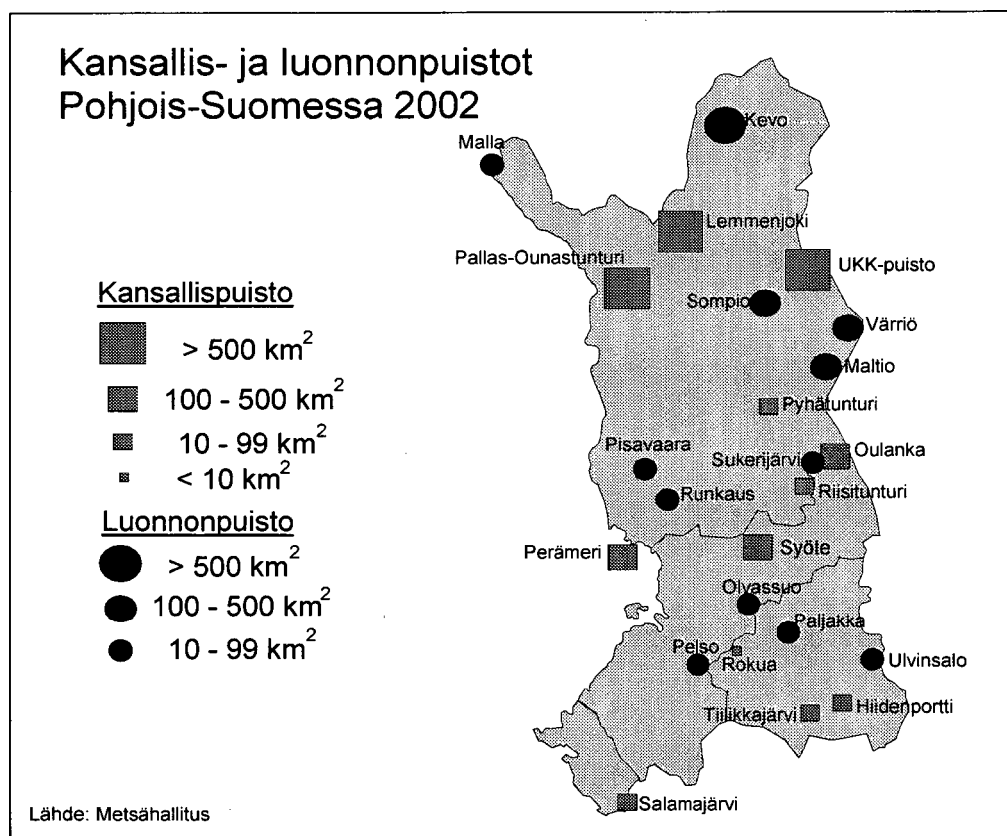 Kansallis- ja luonnonpuistot
Pohjois-Suomessa 2002
Kevo
Malla
Lemmenjoki
Pallas-Ounastunturi
UKK-puisto
Sompio
Värriö
Maltio
Pyhätunturi
Pisavaara
Sukerijärvi
Oulanka
Runkaus
Riisitunturi
Perämeri
Syöte
Olvassuo
Paljakka
Pelso
Rokua
Ulvinsalo
Hiidenportti
Tiilikkajärvi
Salamajärvi
Kansallispuisto
> 500 km²
100 - 500 km²
10 - 99 km²
< 10 km²
Luonnonpuisto
> 500 km²
100 - 500 km²
10 - 99 km²
Lähde: Metsähallitus